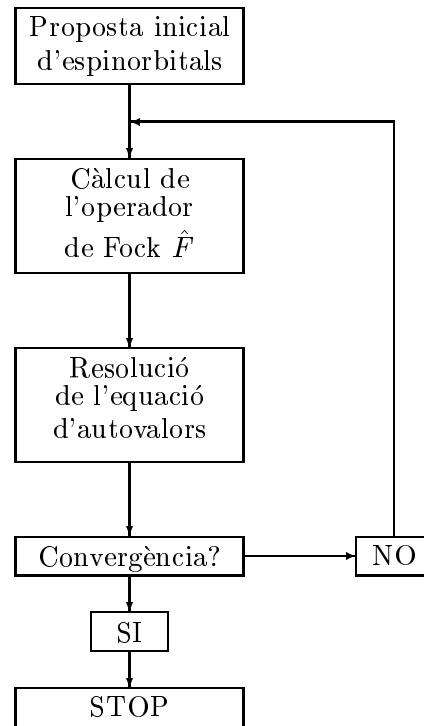 Proposta inicial
d'espinorbitals
Càlcul de
l'operador
de Fock F̂
Resolució
de l'equació
d'autovalors
Convergència?
NO
SI
STOP